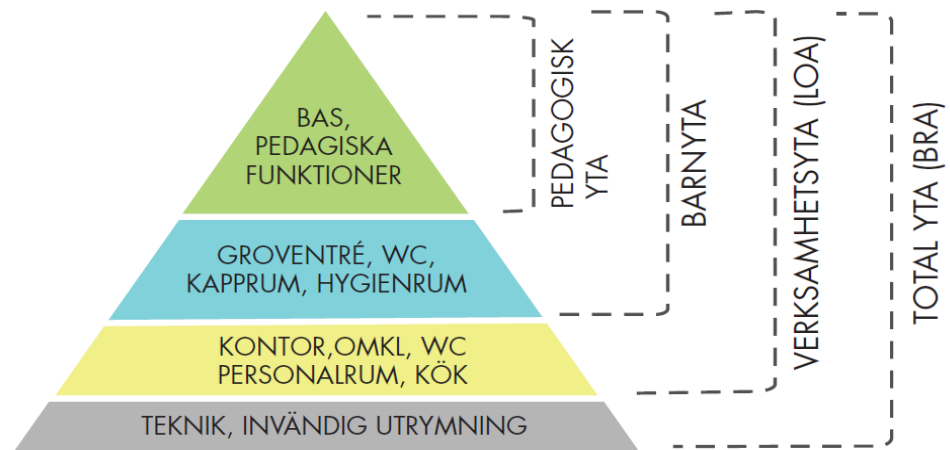 BAS,
PEDAGISKA
FUNKTIONER
GROVENTRÉ, WC,
KAPPRUM, HYGIENRUM
KONTOR,OMKL, WC
PERSONALRUM, KÖK
TEKNIK, INVÄNDIG UTRYMNING
PEDAGOGISK
YTA
BARNYTA
VERKSAMHETSYTA (LOA)
TOTAL YTA (BRA)